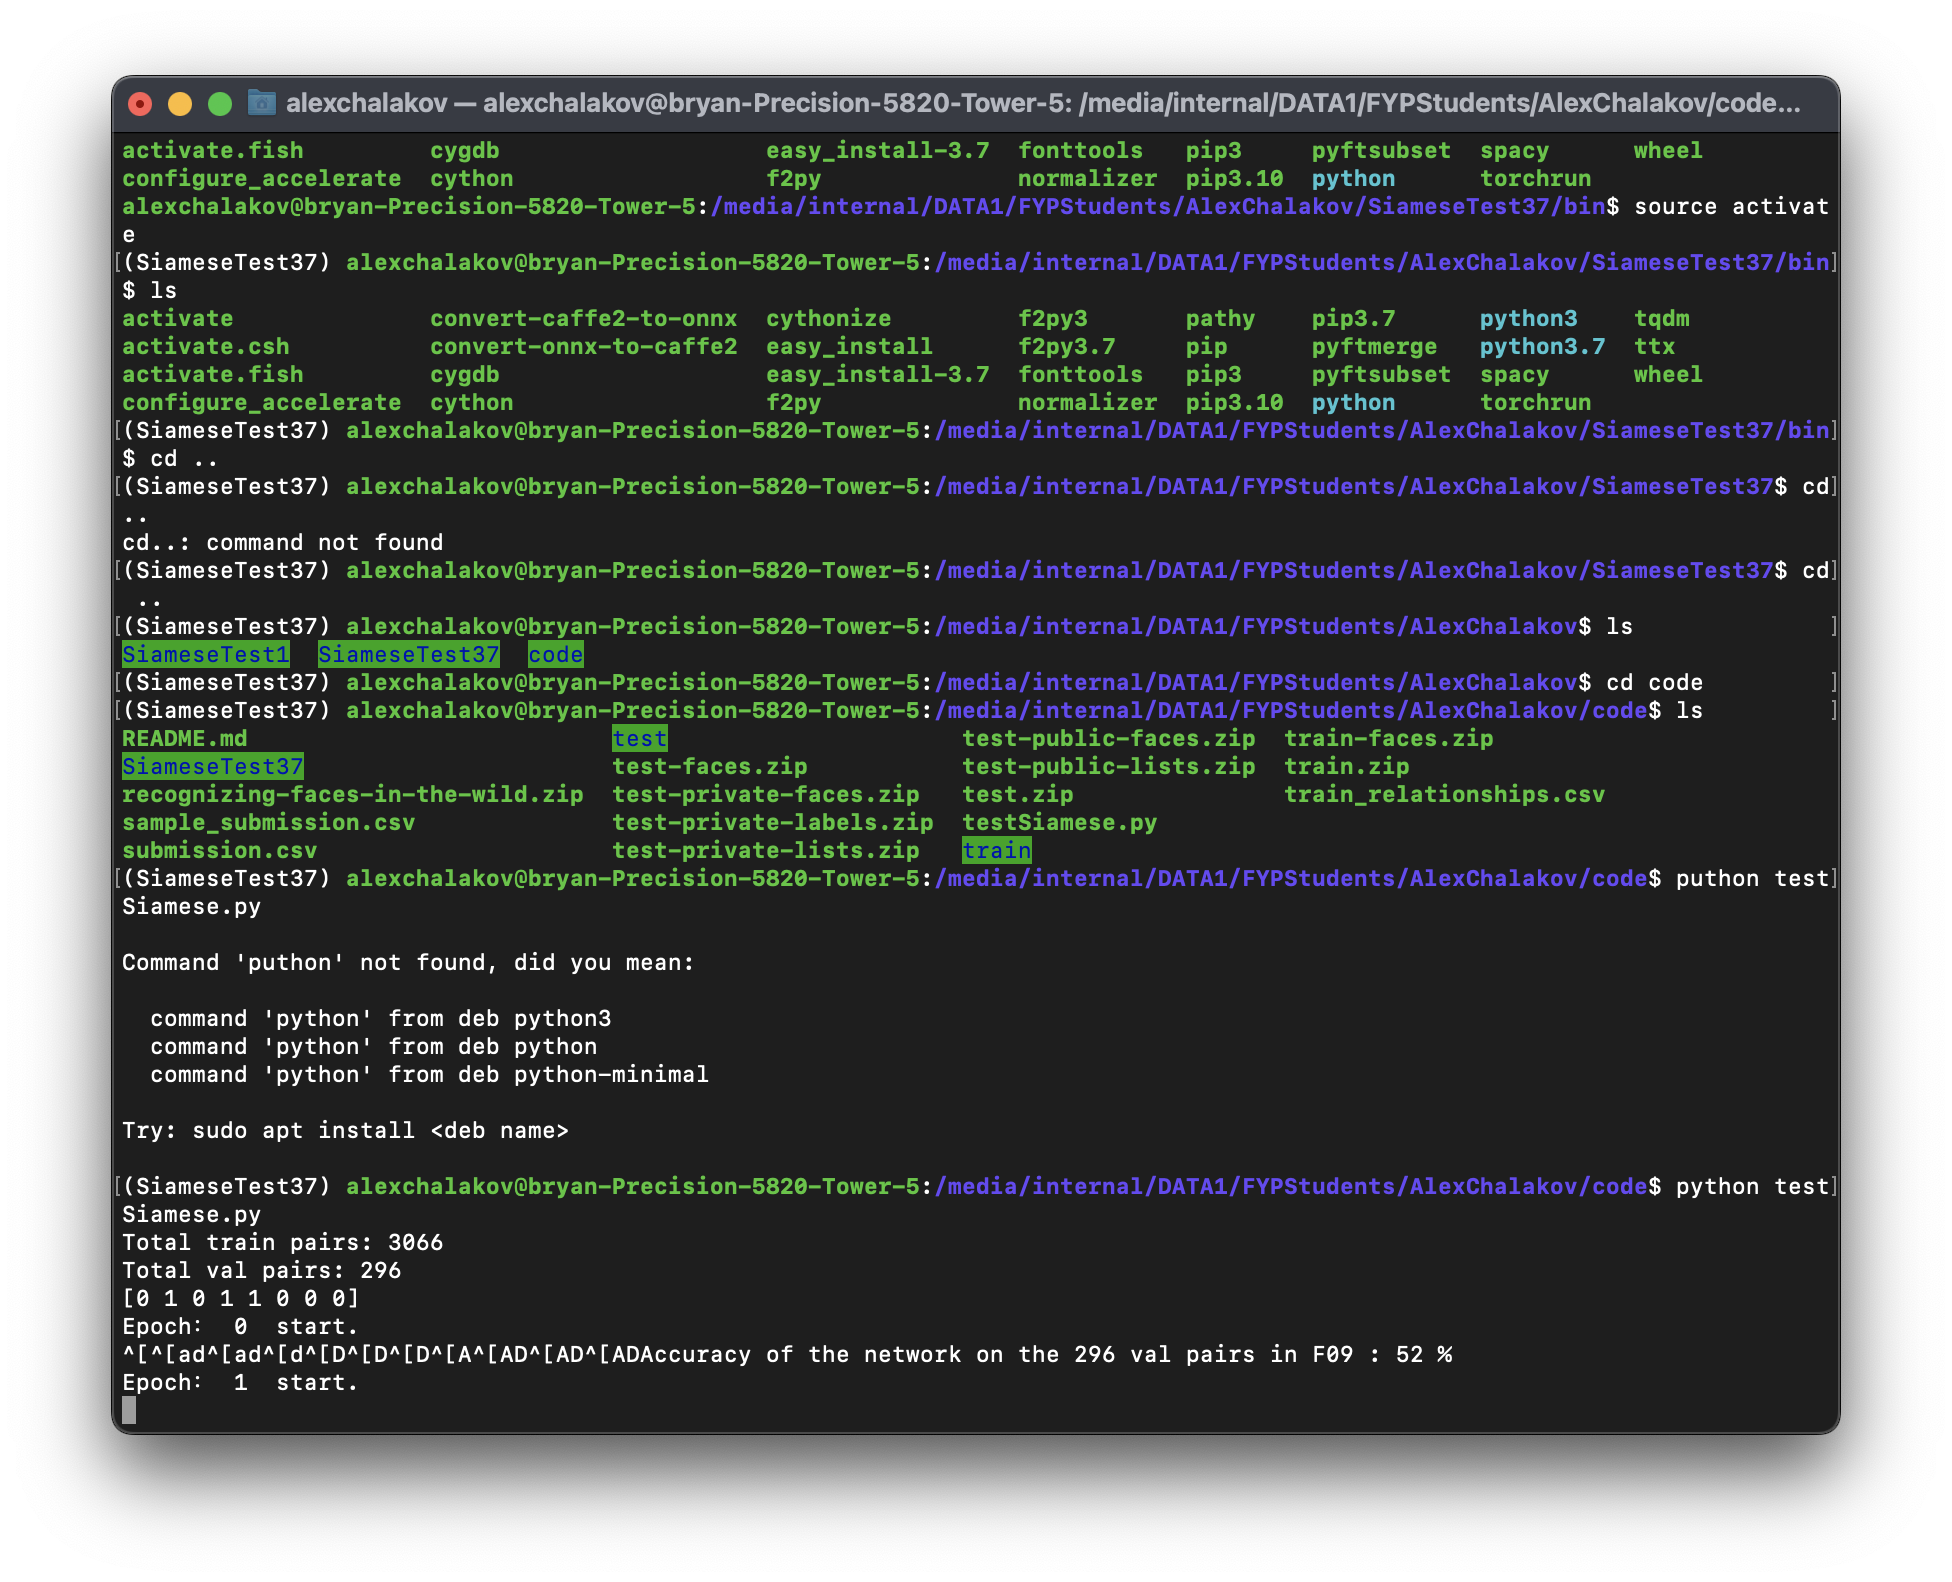 alexchalakov — alexchalakov@bryan-Precision-5820-Tower-5: /media/internal/DATA1/FYPStudents/AlexChalakov/code...
activate.fish cygdb easy_install-3.7 fonttools pip3 pyftsubset spacy wheel
configure_accelerate cython f2py normalizer pip3.10 python torchrun
alexchalakov@bryan-Precision-5820-Tower-5:/media/internal/DATA1/FYPStudents/AlexChalakov/SiameseTest37/bin$ source activat
e
[(SiameseTest37) alexchalakov@bryan-Precision-5820-Tower-5:/media/internal/DATA1/FYPStudents/AlexChalakov/SiameseTest37/bin]
$ ls
activate convert-caffe2-to-onnx cythonize f2py3 pathy pip3.7 python3 tqdm
activate.csh convert-onnx-to-caffe2 easy_install f2py3.7 pip pyftmerge python3.7 ttx
activate.fish cygdb easy_install-3.7 fonttools pip3 pyftsubset spacy wheel
configure_accelerate cython f2py normalizer pip3.10 python torchrun
[(SiameseTest37) alexchalakov@bryan-Precision-5820-Tower-5:/media/internal/DATA1/FYPStudents/AlexChalakov/SiameseTest37/bin]
$ cd ..
[(SiameseTest37) alexchalakov@bryan-Precision-5820-Tower-5:/media/internal/DATA1/FYPStudents/AlexChalakov/SiameseTest37$ cd]
..
cd..: command not found
[(SiameseTest37) alexchalakov@bryan-Precision-5820-Tower-5:/media/internal/DATA1/FYPStudents/AlexChalakov/SiameseTest37$ cd]
 ..
[(SiameseTest37) alexchalakov@bryan-Precision-5820-Tower-5:/media/internal/DATA1/FYPStudents/AlexChalakov$ ls ]
SiameseTest1 SiameseTest37 code
[(SiameseTest37) alexchalakov@bryan-Precision-5820-Tower-5:/media/internal/DATA1/FYPStudents/AlexChalakov$ cd code ]
[(SiameseTest37) alexchalakov@bryan-Precision-5820-Tower-5:/media/internal/DATA1/FYPStudents/AlexChalakov/code$ ls ]
README.md test test-public-faces.zip train-faces.zip
SiameseTest37 test-faces.zip test-public-lists.zip train.zip
recognizing-faces-in-the-wild.zip test-private-faces.zip test.zip train_relationships.csv
sample_submission.csv test-private-labels.zip testSiamese.py
submission.csv test-private-lists.zip train
[(SiameseTest37) alexchalakov@bryan-Precision-5820-Tower-5:/media/internal/DATA1/FYPStudents/AlexChalakov/code$ puthon test]
Siamese.py
Command 'puthon' not found, did you mean:
command 'python' from deb python3
command 'python' from deb python
command 'python' from deb python-minimal
Try: sudo apt install <deb name>
[(SiameseTest37) alexchalakov@bryan-Precision-5820-Tower-5:/media/internal/DATA1/FYPStudents/AlexChalakov/code$ python test]
Siamese.py
Total train pairs: 3066
Total val pairs: 296
[0 1 0 1 1 0 0 0]
Epoch: 0 start.
^[^[ad^[ad^[d^[D^[D^[D^[A^[AD^[AD^[ADAccuracy of the network on the 296 val pairs in F09 : 52 %
Epoch: 1 start.